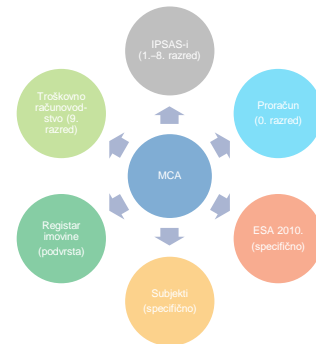 IPSAS-i
(1.–8. razred)
Proračun
(0. razred)
ESA 2010.
(specifično)
Subjekti
(specifično)
Registar
imovine
(podvrsta)
Troškovno
računovod-
stvo (9.
razred)
MCA